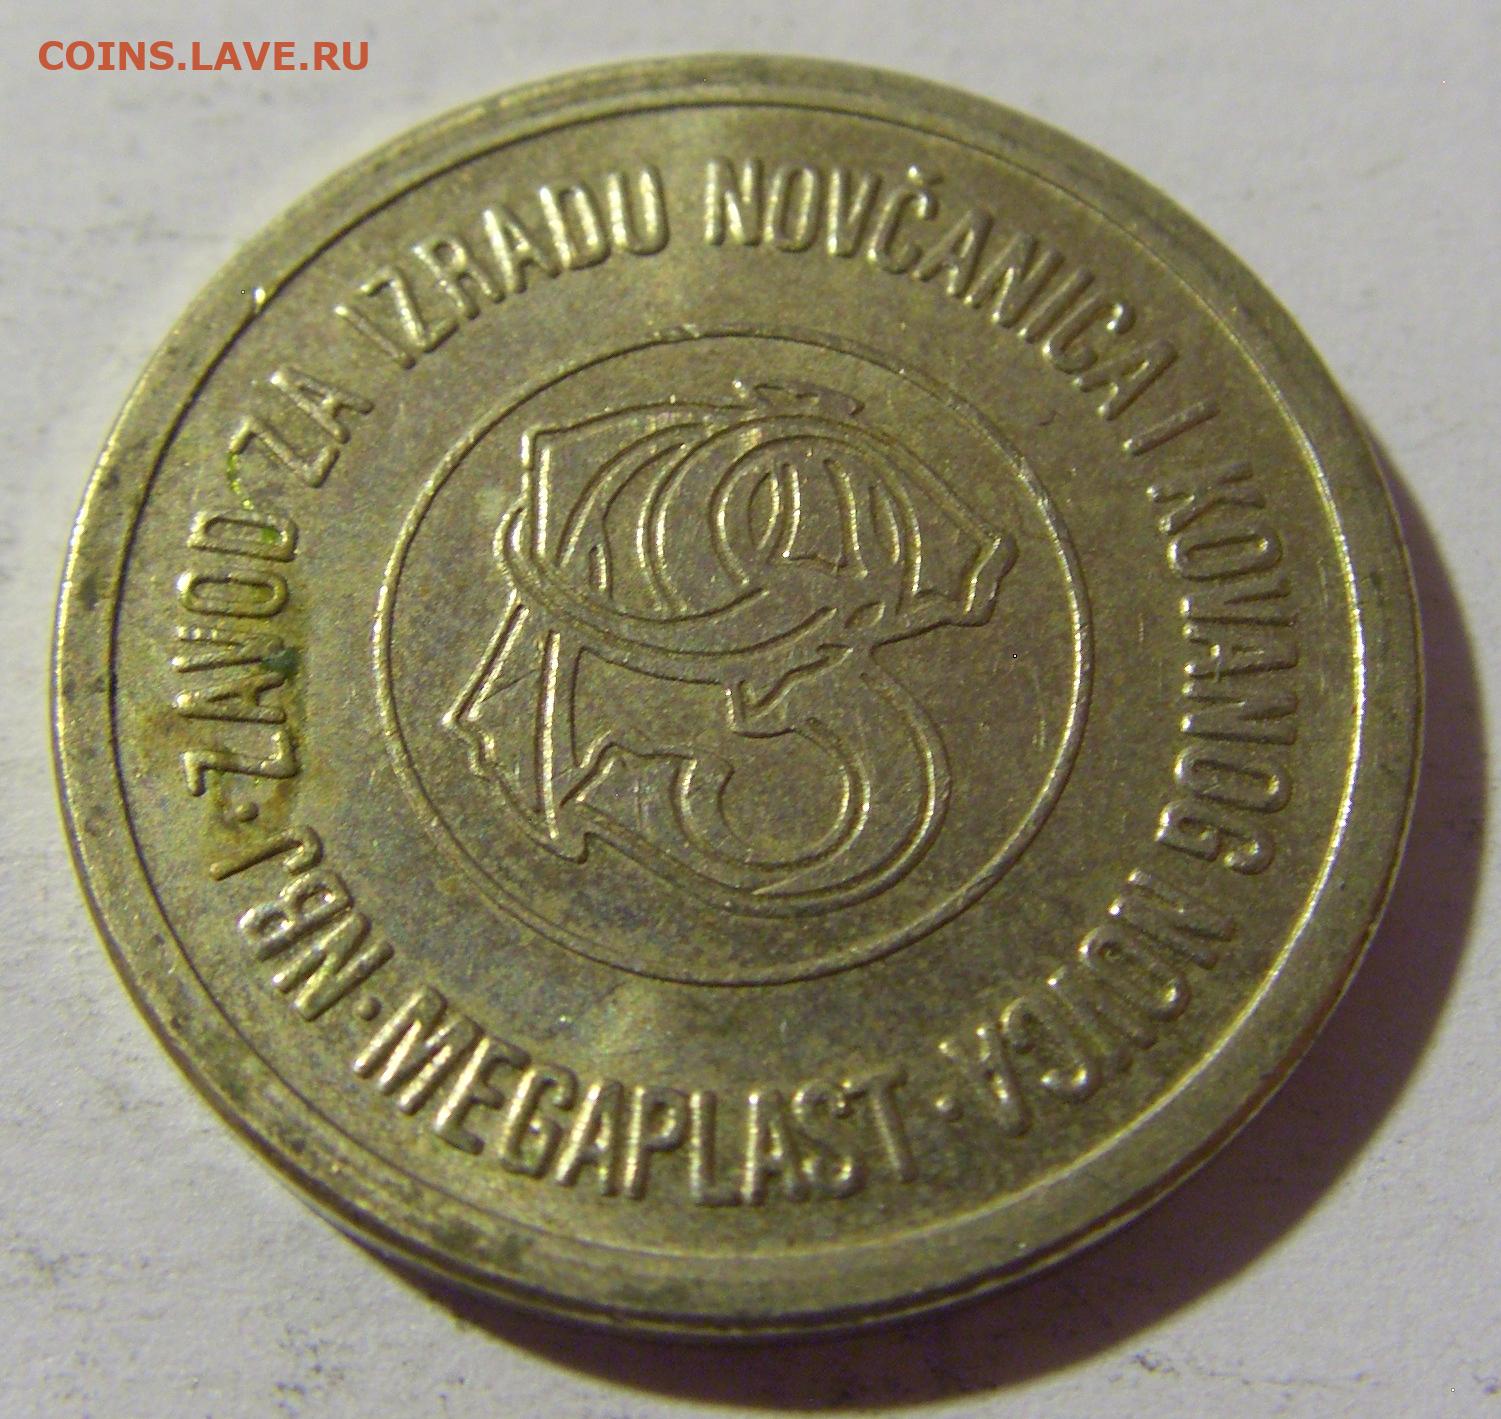 COINS.LAVE.RU
NBJ · ZAVOD ZA IZRADU NOVČANICA I KOVANOG NOVCA · MEGAPLAST ·